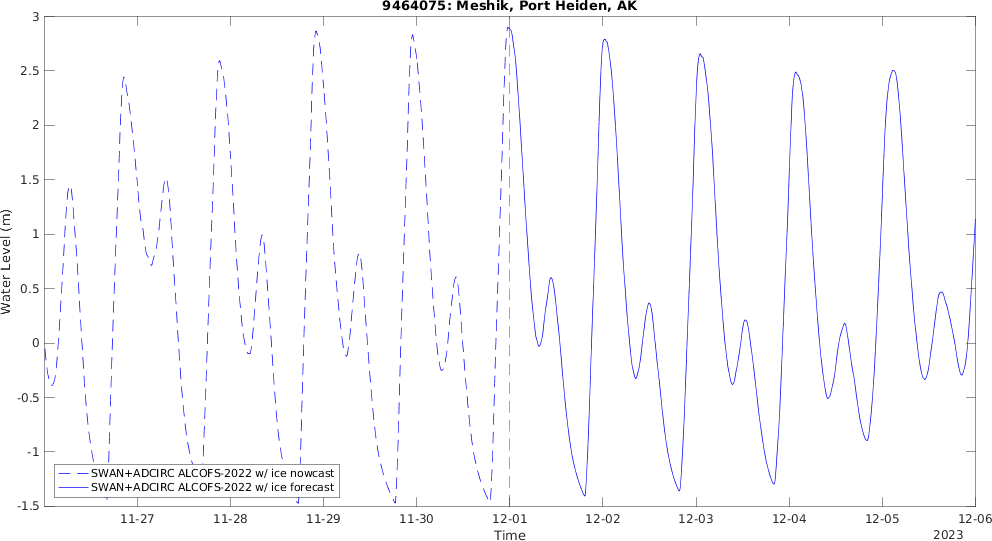 9464075: Meshik, Port Heiden, AK
Water Level (m)
3
2.5
2
1.5
1
0.5
0
-0.5
-1
-1.5
SWAN+ADCIRC ALCOFS-2022 w/ ice nowcast
SWAN+ADCIRC ALCOFS-2022 w/ ice forecast
11-27 11-28 11-29 11-30 12-01 12-02 12-03 12-04 12-05 12-06
Time
2023